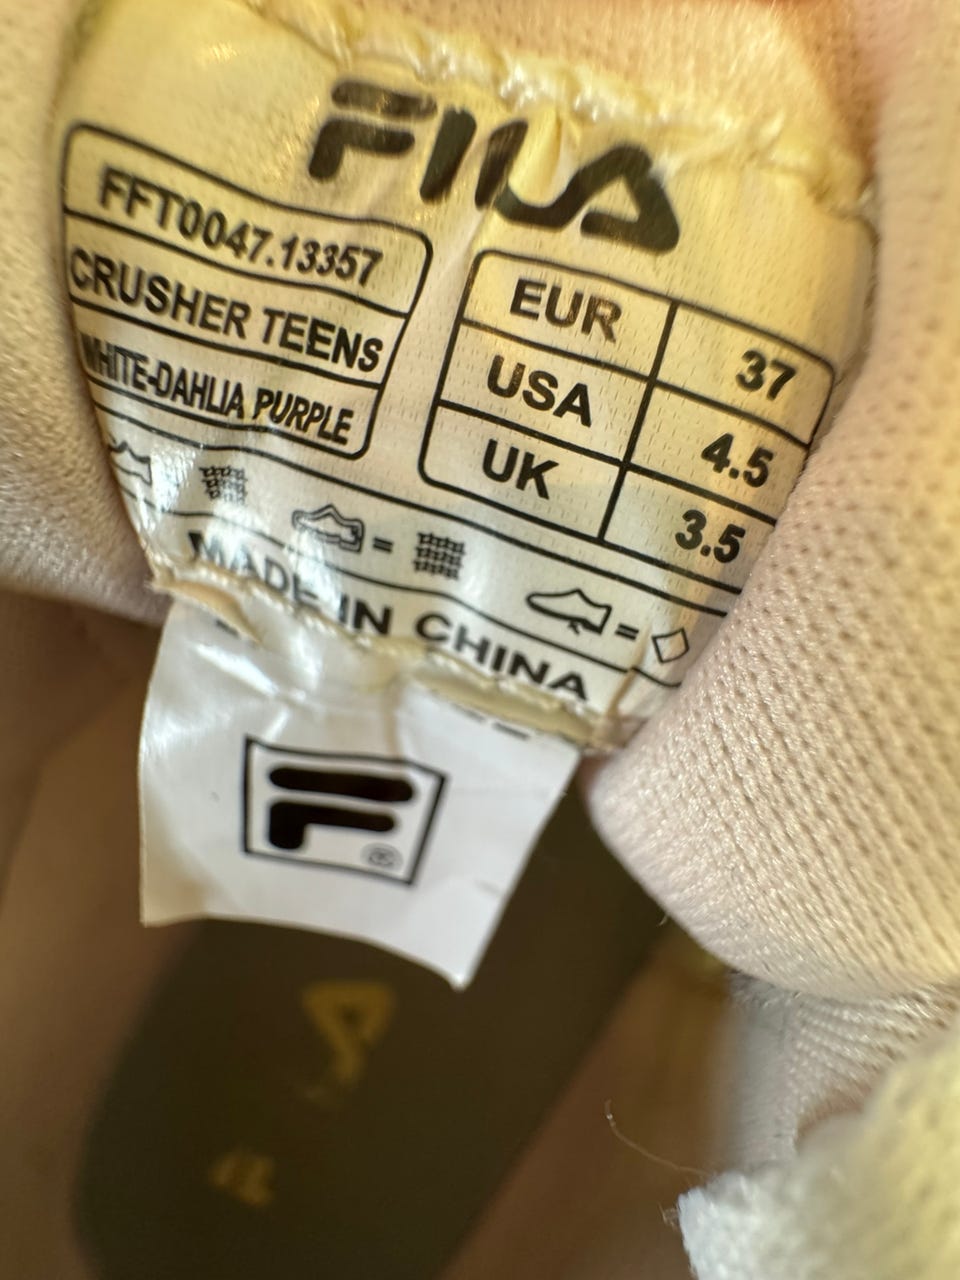 FILA
FFT0047.13357
CRUSHER TEENS
WHITE-DAHLIA PURPLE
EUR 37
USA 4.5
UK 3.5
=
=
MADE IN CHINA
F
®